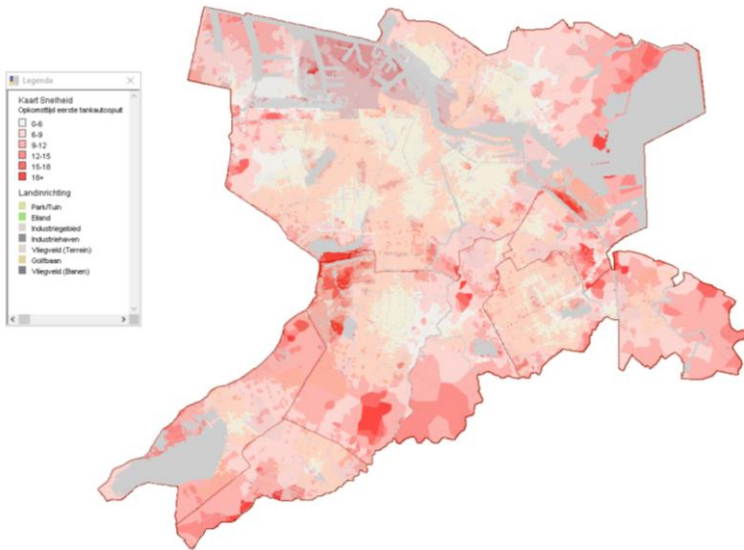 Legenda
Kaart Snelheid
Opkomsttijd eerste tankautospuit
0-6
6-9
9-12
12-15
15-18
18+
Landinrichting
Park/Tuin
Eiland
Industriegebied
Industriehaven
Vliegveld (Terrein)
Golfbaan
Vliegveld (Banen)